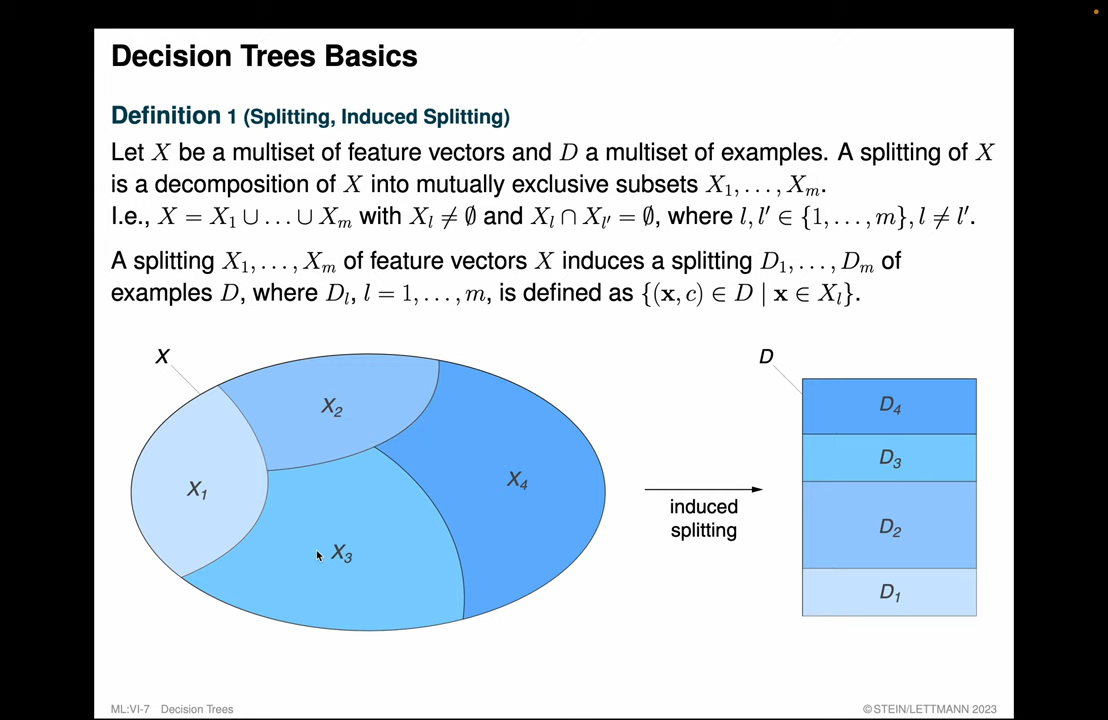 Decision Trees Basics
Definition 1 (Splitting, Induced Splitting)
Let X be a multiset of feature vectors and D a multiset of examples. A splitting of X
is a decomposition of X into mutually exclusive subsets X₁, . . . , Xₘ.
I.e., X = X₁ ∪ . . . ∪ Xₘ with Xₗ ≠ ∅ and Xₗ ∩ Xₗ′ = ∅, where l, l′ ∈ {1, . . . , m}, l ≠ l′.
A splitting X₁, . . . , Xₘ of feature vectors X induces a splitting D₁, . . . , Dₘ of
examples D, where Dₗ, l = 1, . . . , m, is defined as {(x, c) ∈ D | x ∈ Xₗ}.
X
X₁
X₂
X₃
X₄
induced
splitting
D
D₄
D₃
D₂
D₁
ML:VI-7 Decision Trees
©STEIN/LETTMANN 2023